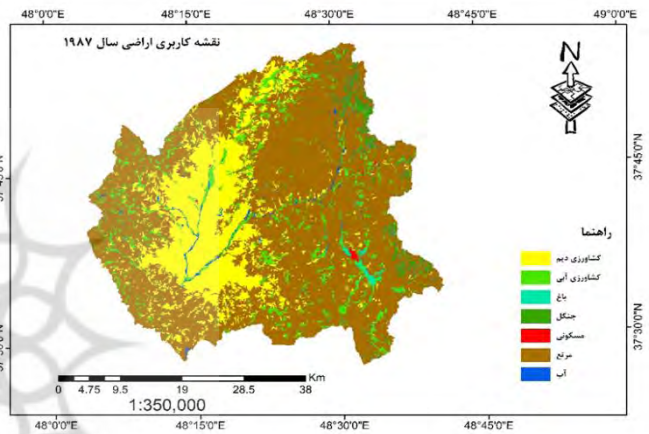 48°0'0"E 48°15'0"E 48°30'0"E 48°45'0"E 49°0'0"E
نقشه کاربری اراضی سال ۱۹۸۷
N
37°45'0"N
راهنما
کشاورزی دیم
کشاورزی آبی
باغ
جنگل
مسکونی
مرتع
آب
37°30'0"N
Km
0 4.75 9.5 19 28.5 38
1:350,000
48°0'0"E 48°15'0"E 48°30'0"E 48°45'0"E